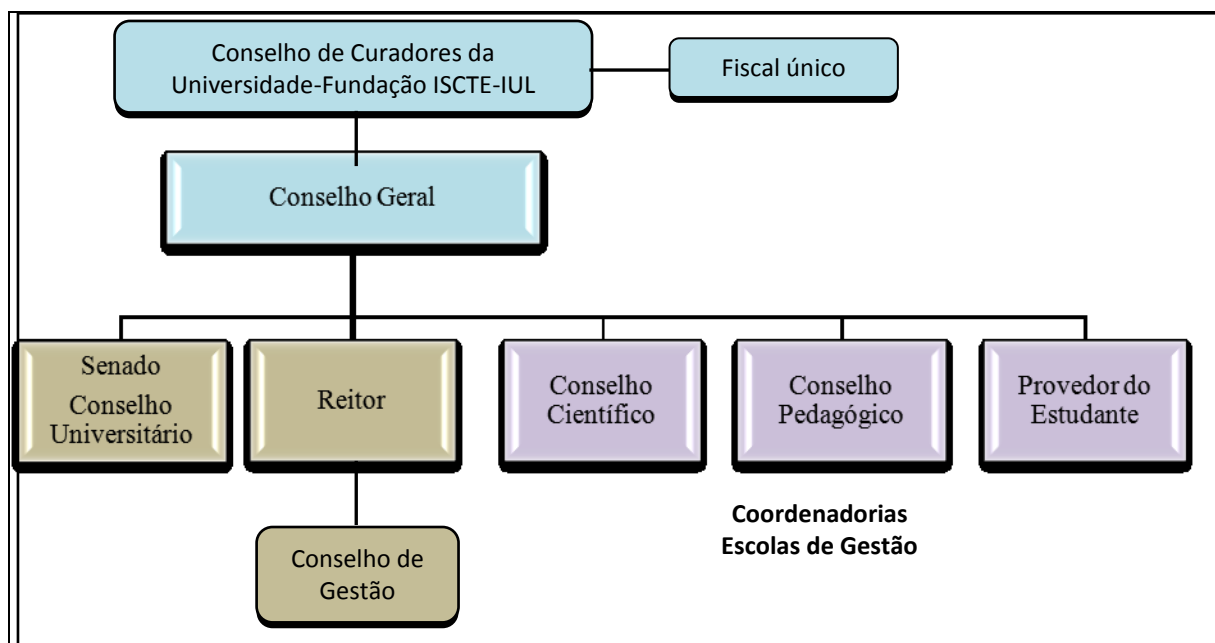 Conselho de Curadores da
Universidade-Fundação ISCTE-IUL
Fiscal único
Conselho Geral
Senado
Conselho
Universitário
Reitor
Conselho
Científico
Conselho
Pedagógico
Provedor do
Estudante
Coordenadorias
Escolas de Gestão
Conselho de
Gestão